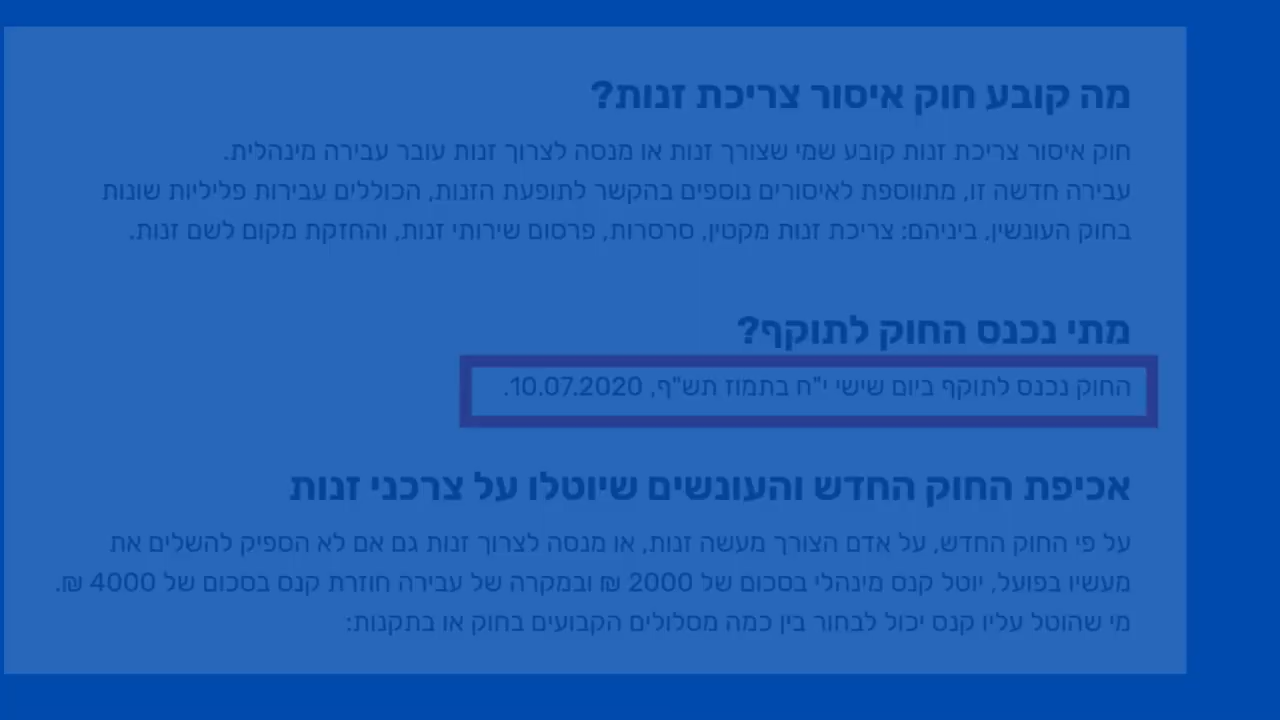 מה קובע חוק איסור צריכת זנות?
חוק איסור צריכת זנות קובע שמי שצורך זנות או מנסה לצרוך זנות עובר עבירה מינהלית.
עבירה חדשה זו, מתווספת לאיסורים נוספים בהקשר לתופעת הזנות, הכוללים עבירות פליליות שונות
בחוק העונשין, ביניהם: צריכת זנות מקטין, סרסרות, פרסום שירותי זנות, והחזקת מקום לשם זנות.
מתי נכנס החוק לתוקף?
החוק נכנס לתוקף ביום שישי י"ח בתמוז תש"ף, 10.07.2020.
אכיפת החוק החדש והעונשים שיוטלו על צרכני זנות
על פי החוק החדש, על אדם הצורך מעשה זנות, או מנסה לצרוך זנות גם אם לא הספיק להשלים את
מעשיו בפועל, יוטל קנס מינהלי בסכום של 2000 ₪ ובמקרה של עבירה חוזרת קנס בסכום של 4000 ₪.
מי שהוטל עליו קנס יכול לבחור בין כמה מסלולים הקבועים בחוק או בתקנות: